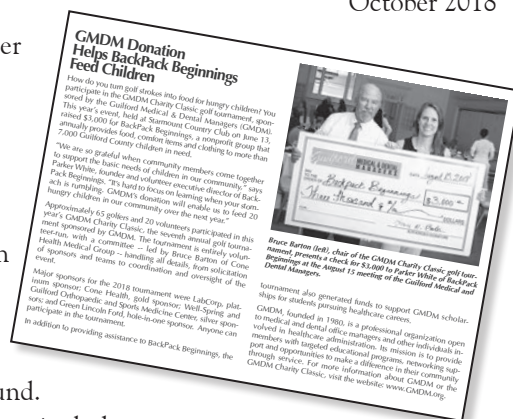 October 2018
er
GMDM Donation
Helps BackPack Beginnings
Feed Children
How do you turn golf strokes into food for hungry children? You
participate in the GMDM Charity Classic golf tournament, spon-
sored by the Guilford Medical & Dental Managers (GMDM).
This year's event, held at Starmount Country Club on June 13,
raised $3,000 for BackPack Beginnings, a nonprofit group that
annually provides food, comfort items and clothing to more than
7,000 Guilford County children in need.
"We are so grateful when community members come together
to support the basic needs of children in our community," says
Parker White, founder and volunteer executive director of Back-
Pack Beginnings. "It's hard to focus on learning when your stom-
ach is rumbling. GMDM's donation will enable us to feed 20
hungry children in our community over the next year."
Approximately 65 golfers and 20 volunteers participated in this
year's GMDM Charity Classic, the seventh annual golf tourna-
ment sponsored by GMDM. The tournament is entirely volun-
teer-run, with a committee -- led by Bruce Barton of Cone
Health Medical Group -- handling all details, from solicitation
of sponsors and teams to coordination and oversight of the
event.
Major sponsors for the 2018 tournament were LabCorp, plat-
inum sponsor; Cone Health, gold sponsor; Well-Spring and
Guilford Orthopaedic and Sports Medicine Center, silver spon-
sors; and Green Lincoln Ford, hole-in-one sponsor. Anyone can
participate in the tournament.
In addition to providing assistance to BackPack Beginnings, the
Backpack Beginnings
$3,000
Three Thousand
DOLLARS
Bruce Barton (left), chair of the GMDM Charity Classic golf tour-
nament, presents a check for $3,000 to Parker White of BackPack
Beginnings at the August 15 meeting of the Guilford Medical and
Dental Managers.
tournament also generated funds to support GMDM scholar-
ships for students pursuing healthcare careers.
GMDM, founded in 1980, is a professional organization open
to medical and dental office managers and other individuals in-
volved in healthcare administration. Its mission is to provide
members with targeted educational programs, networking sup-
port and opportunities to make a difference in their community
through service. For more information about GMDM or the
GMDM Charity Classic, visit the website: www.GMDM.org.
n
und.